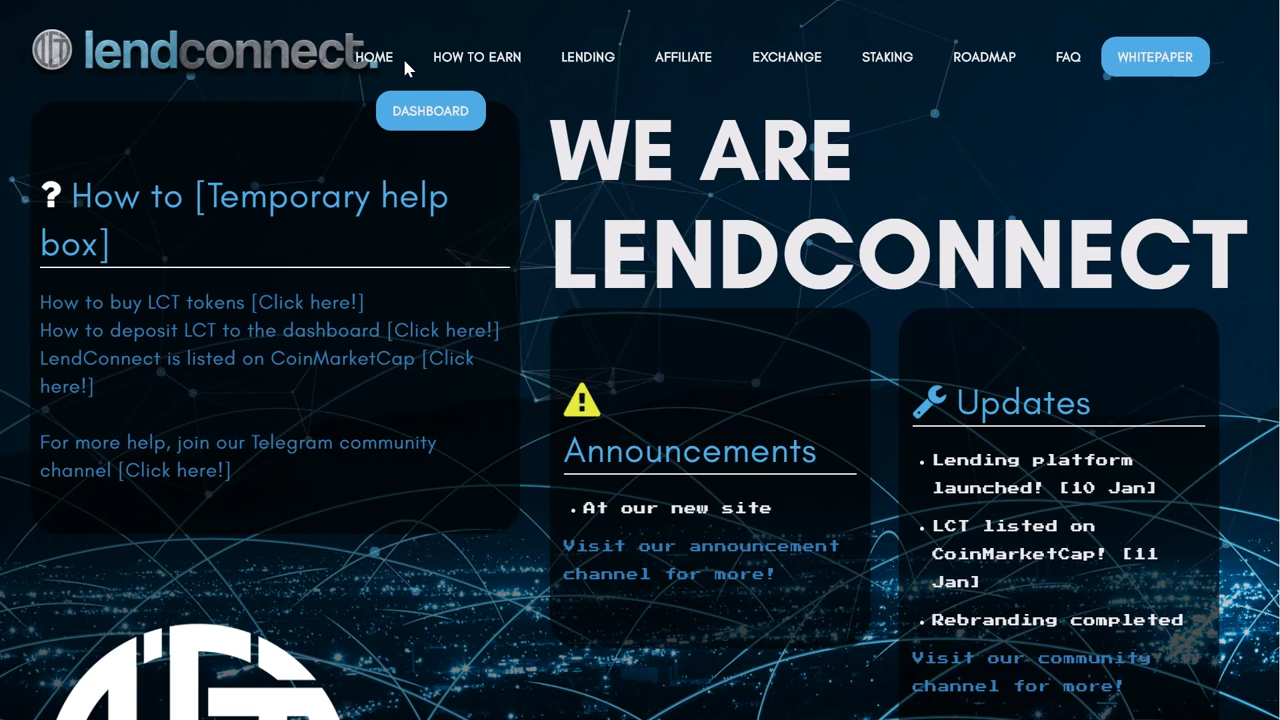 lendconnect.
HOME HOW TO EARN LENDING AFFILIATE EXCHANGE STAKING ROADMAP FAQ WHITEPAPER
DASHBOARD
? How to [Temporary help
box]
How to buy LCT tokens [Click here!]
How to deposit LCT to the dashboard [Click here!]
LendConnect is listed on CoinMarketCap [Click
here!]
For more help, join our Telegram community
channel [Click here!]
WE ARE
LENDCONNECT
Announcements
• At our new site
Visit our announcement
channel for more!
Updates
• Lending platform
launched! [10 Jan]
• LCT listed on
CoinMarketCap! [11
Jan]
• Rebranding completed
Visit our community
channel for more!